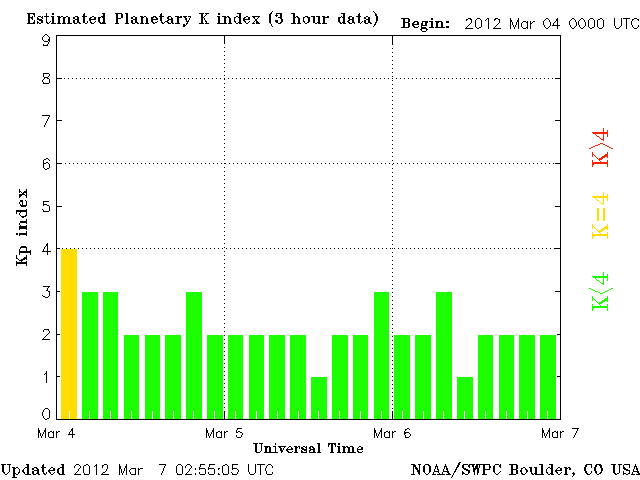 Estimated Planetary K index (3 hour data) Begin: 2012 Mar 04 0000 UTC
9
8
7
6
5
4
3
2
1
0
Kp index
K>4
K=4
K<4
Mar 4 Mar 5 Mar 6 Mar 7
Universal Time
Updated 2012 Mar 7 02:55:05 UTC NOAA/SWPC Boulder, CO USA